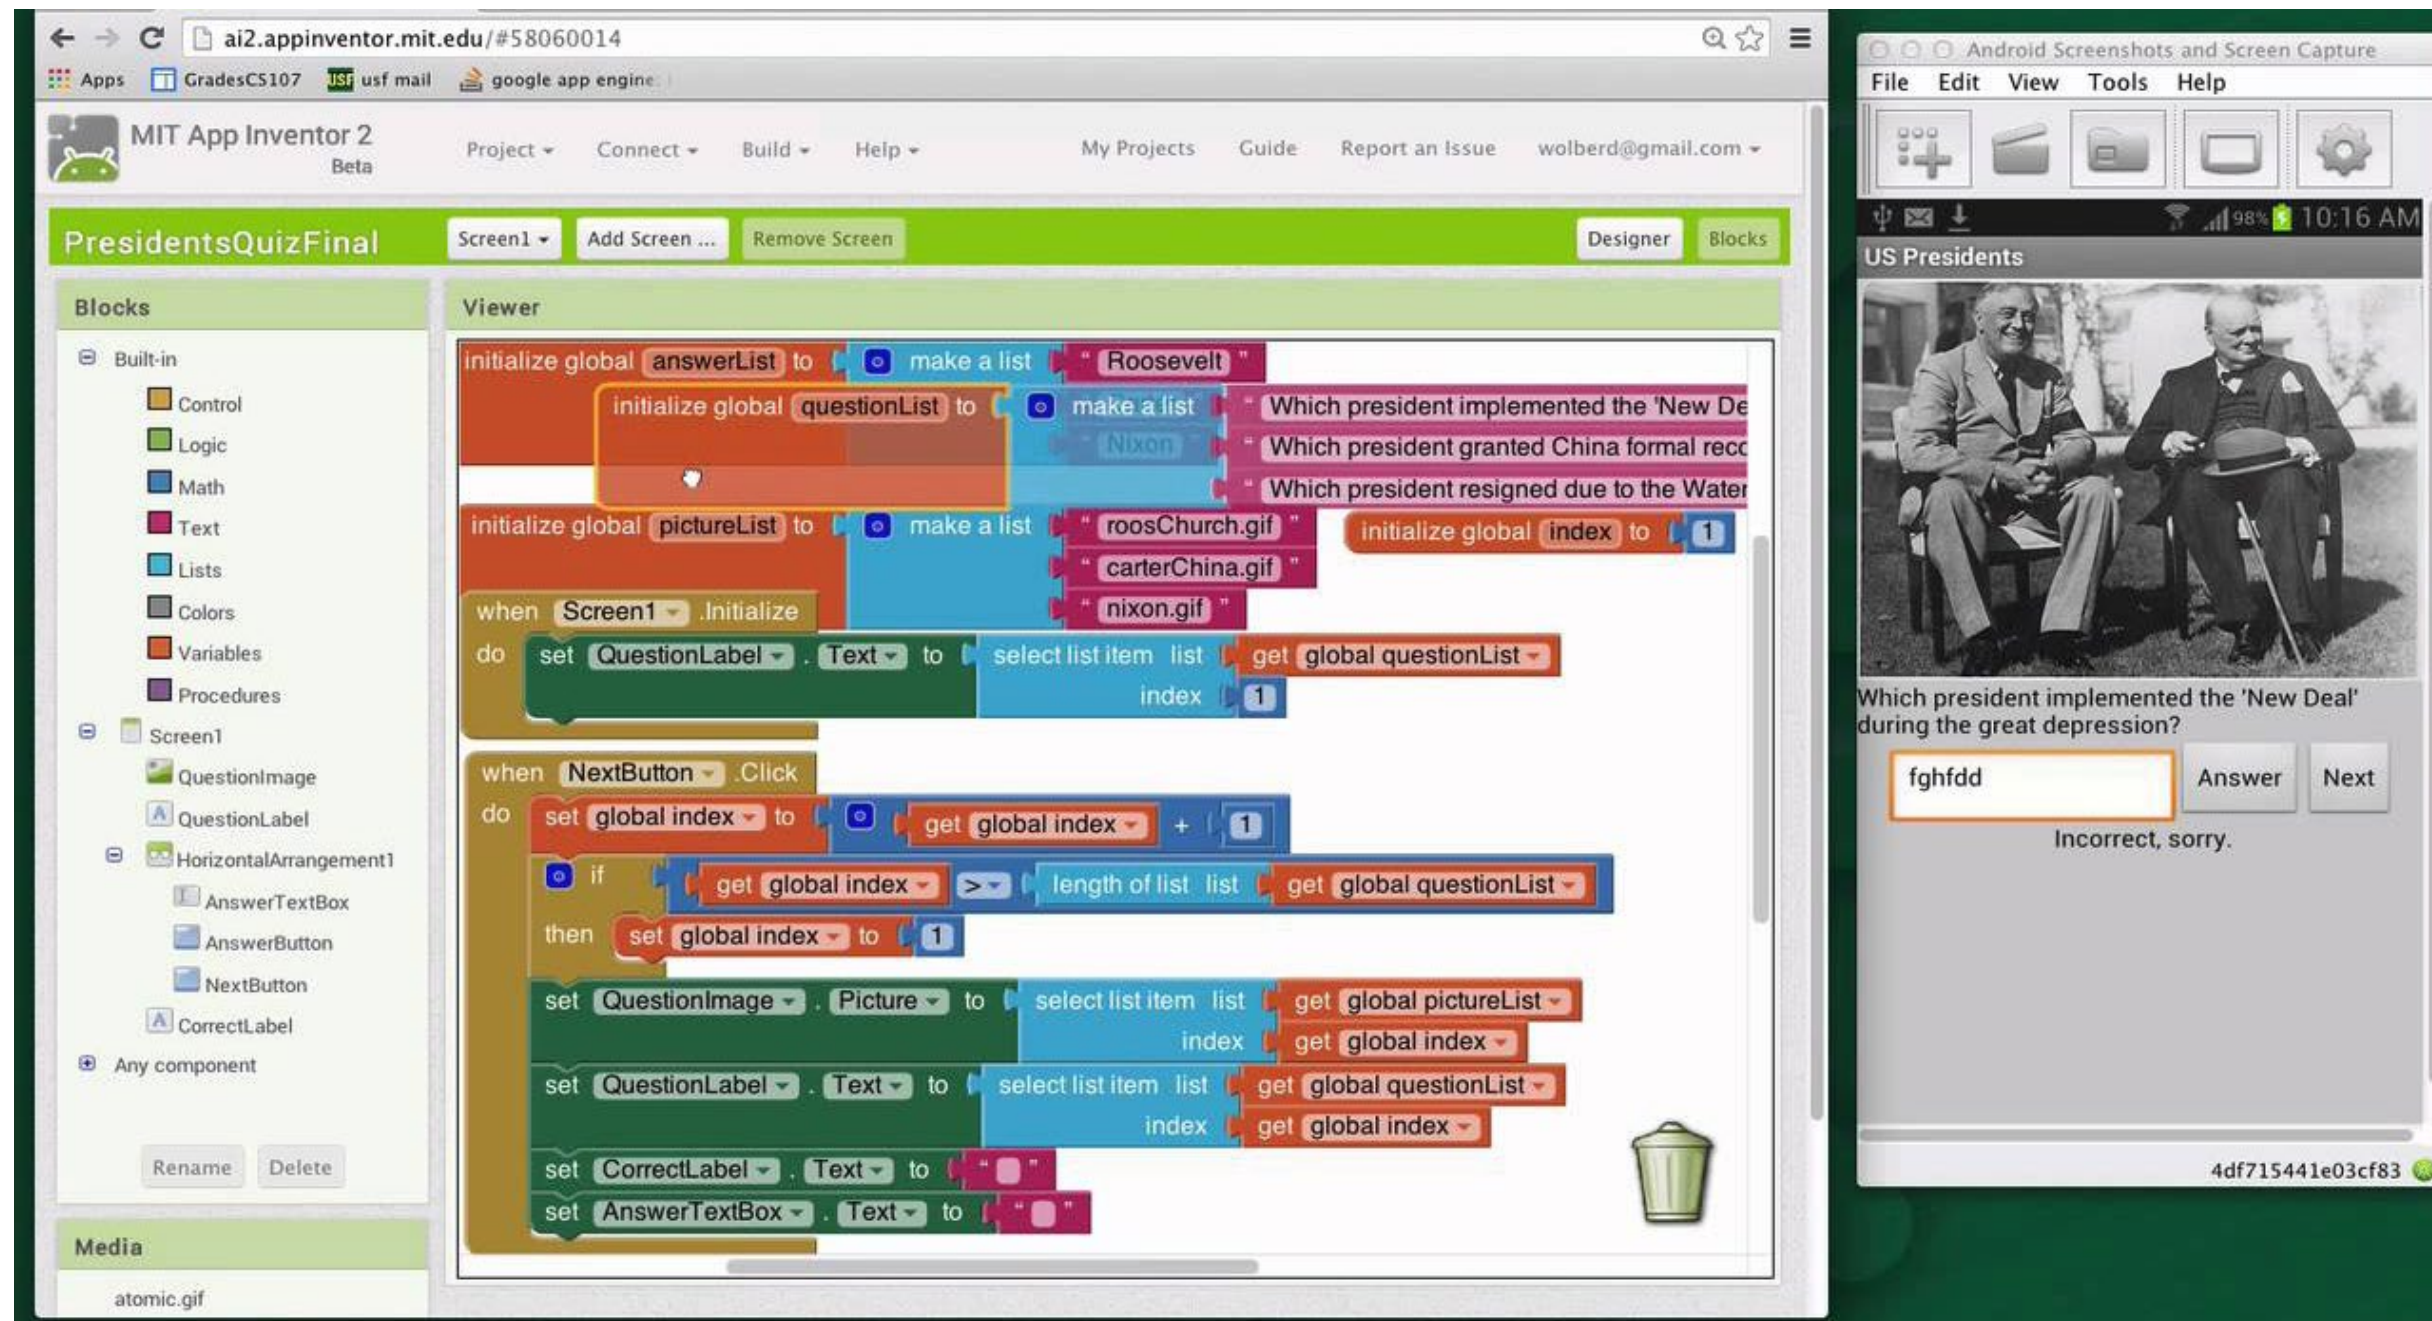 ai2.appinventor.mit.edu/#58060014
Apps GradesCS107 USF usf mail google app engine:
MIT App Inventor 2
Beta
Project Connect Build Help My Projects Guide Report an Issue wolberd@gmail.com
PresidentsQuizFinal Screen1 Add Screen ... Remove Screen Designer Blocks
Blocks
Built-in
Control
Logic
Math
Text
Lists
Colors
Variables
Procedures
Screen1
QuestionImage
QuestionLabel
HorizontalArrangement1
AnswerTextBox
AnswerButton
NextButton
CorrectLabel
Any component
Rename Delete
Media
atomic.gif
Viewer
initialize global answerList to make a list " Roosevelt "
initialize global questionList to make a list " Which president implemented the 'New De
" Nixon " " Which president granted China formal reco
" Which president resigned due to the Water
initialize global pictureList to make a list " roosChurch.gif "
initialize global index to 1
" carterChina.gif "
" nixon.gif "
when Screen1 .Initialize
do set QuestionLabel . Text to select list item list get global questionList
index 1
when NextButton .Click
do set global index to get global index + 1
if get global index > length of list list get global questionList
then set global index to 1
set QuestionImage . Picture to select list item list get global pictureList
index get global index
set QuestionLabel . Text to select list item list get global questionList
index get global index
set CorrectLabel . Text to " "
set AnswerTextBox . Text to " "
Android Screenshots and Screen Capture
File Edit View Tools Help
98% 10:16 AM
US Presidents
Which president implemented the 'New Deal'
during the great depression?
fghfdd Answer Next
Incorrect, sorry.
4df715441e03cf83